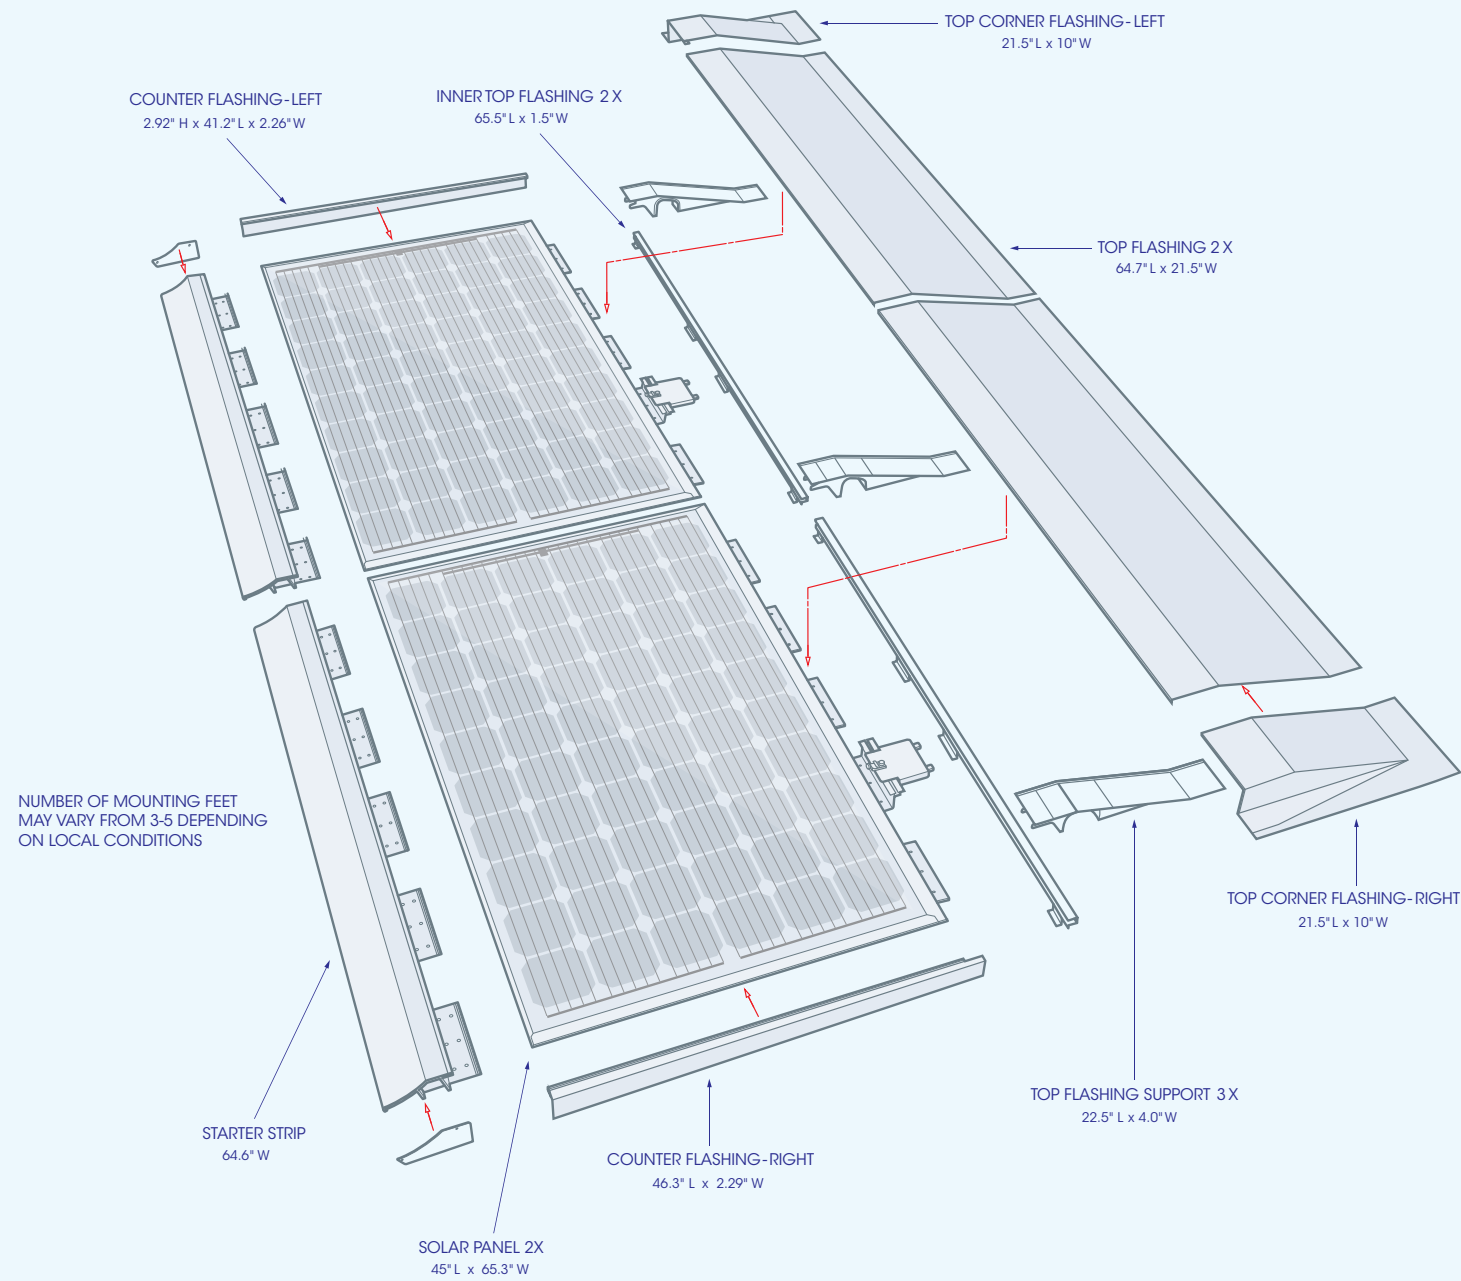 TOP CORNER FLASHING-LEFT
21.5" L x 10" W
COUNTER FLASHING-LEFT
2.92" H x 41.2" L x 2.26" W
INNER TOP FLASHING 2 X
65.5" L x 1.5" W
TOP FLASHING 2 X
64.7" L x 21.5" W
NUMBER OF MOUNTING FEET
MAY VARY FROM 3-5 DEPENDING
ON LOCAL CONDITIONS
TOP CORNER FLASHING-RIGHT
21.5" L x 10" W
TOP FLASHING SUPPORT 3 X
22.5" L x 4.0" W
STARTER STRIP
64.6" W
COUNTER FLASHING-RIGHT
46.3" L x 2.29" W
SOLAR PANEL 2X
45" L x 65.3" W